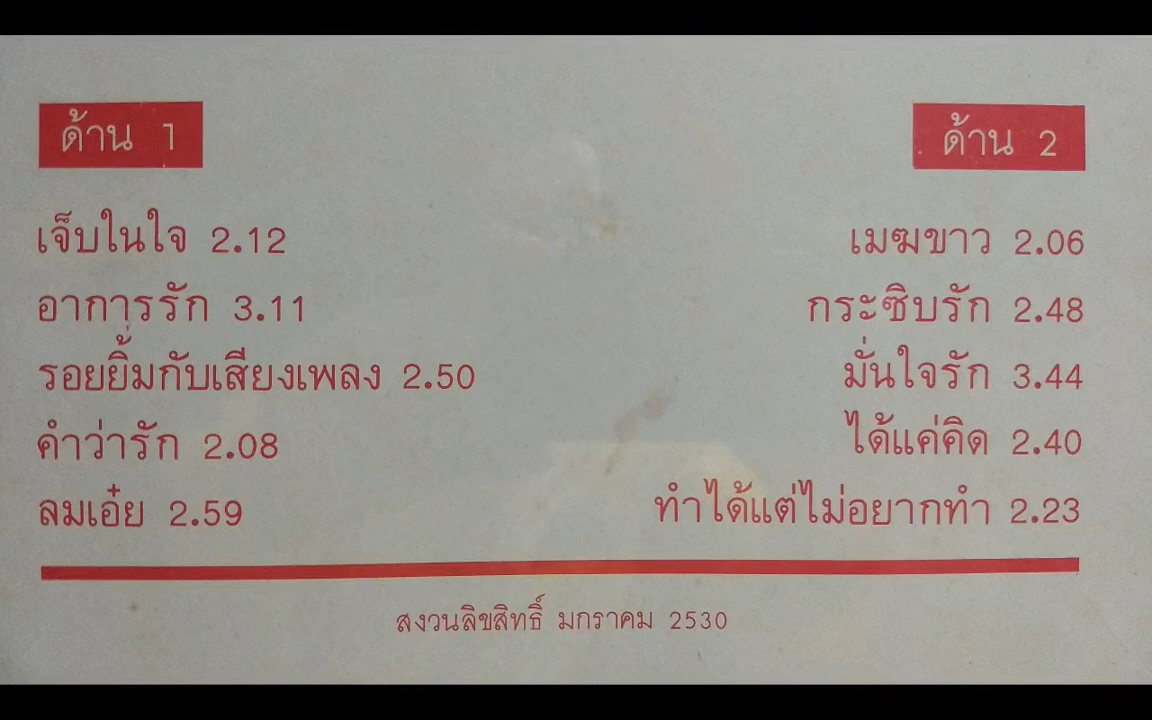 ด้าน 1
เจ็บในใจ 2.12
อาการรัก 3.11
รอยยิ้มกับเสียงเพลง 2.50
คำว่ารัก 2.08
ลมเอ๋ย 2.59
ด้าน 2
เมฆขาว 2.06
กระซิบรัก 2.48
มั่นใจรัก 3.44
ได้แค่คิด 2.40
ทำได้แต่ไม่อยากทำ 2.23
สงวนลิขสิทธิ์ มกราคม 2530